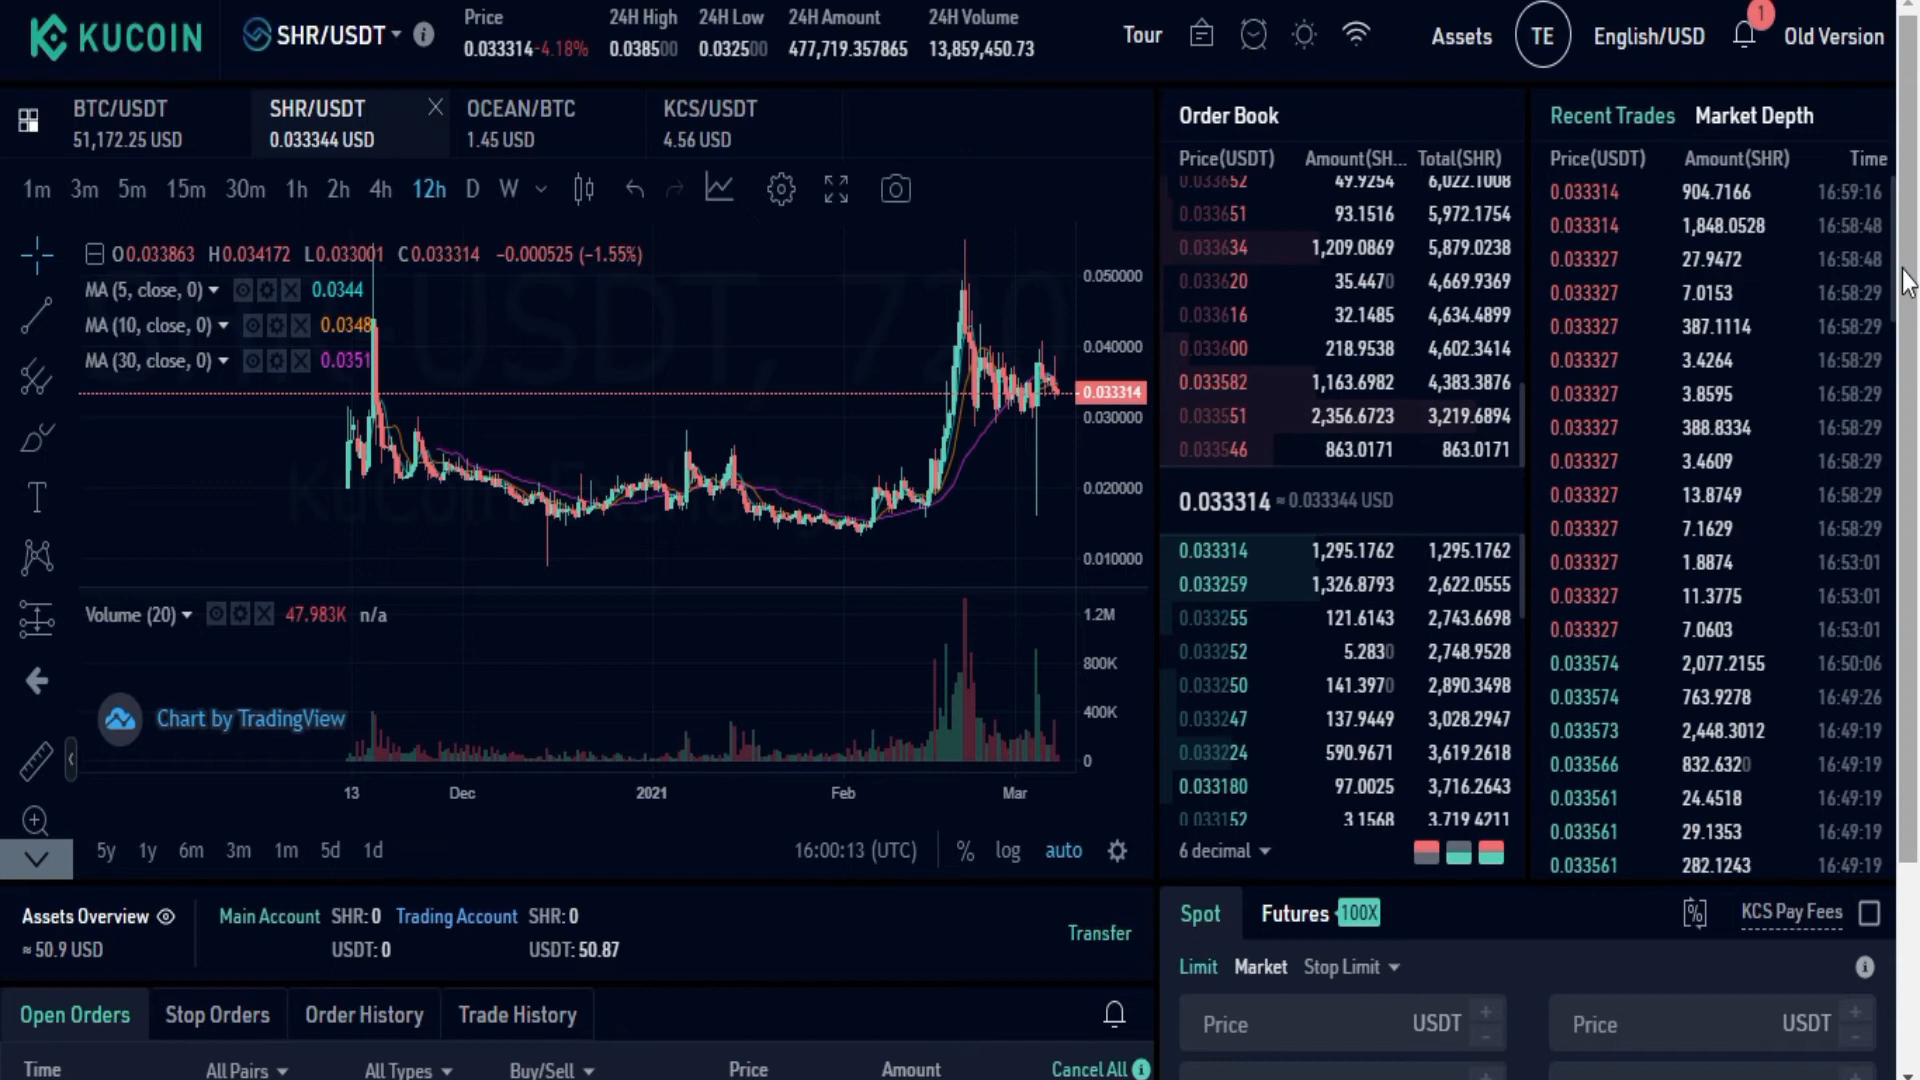 KUCOIN
SHR/USDT
Price
0.033314-4.18%
24H High
0.038500
24H Low
0.032500
24H Amount
477,719.357865
24H Volume
13,859,450.73
Tour
Assets
TE
English/USD
1
Old Version
BTC/USDT
51,172.25 USD
SHR/USDT
0.033344 USD
OCEAN/BTC
1.45 USD
KCS/USDT
4.56 USD
1m 3m 5m 15m 30m 1h 2h 4h 12h D W
O0.033863 H0.034172 L0.033001 C0.033314 -0.000525 (-1.55%)
MA (5, close, 0) 0.0344
MA (10, close, 0) 0.0348
MA (30, close, 0) 0.0351
0.050000
0.040000
0.033314
0.030000
0.020000
0.010000
Volume (20) 47.983K n/a
1.2M
800K
400K
0
Chart by TradingView
13 Dec 2021 Feb Mar
5y 1y 6m 3m 1m 5d 1d
16:00:13 (UTC) % log auto
Order Book
Price(USDT) Amount(SH... Total(SHR)
0.033652 49.9254 6,022.1008
0.033651 93.1516 5,972.1754
0.033634 1,209.0869 5,879.0238
0.033620 35.4470 4,669.9369
0.033616 32.1485 4,634.4899
0.033600 218.9538 4,602.3414
0.033582 1,163.6982 4,383.3876
0.033551 2,356.6723 3,219.6894
0.033546 863.0171 863.0171
0.033314 ≈ 0.033344 USD
0.033314 1,295.1762 1,295.1762
0.033259 1,326.8793 2,622.0555
0.033255 121.6143 2,743.6698
0.033252 5.2830 2,748.9528
0.033250 141.3970 2,890.3498
0.033247 137.9449 3,028.2947
0.033224 590.9671 3,619.2618
0.033180 97.0025 3,716.2643
0.033152 3.1568 3,719.4211
6 decimal
Recent Trades Market Depth
Price(USDT) Amount(SHR) Time
0.033314 904.7166 16:59:16
0.033314 1,848.0528 16:58:48
0.033327 27.9472 16:58:48
0.033327 7.0153 16:58:29
0.033327 387.1114 16:58:29
0.033327 3.4264 16:58:29
0.033327 3.8595 16:58:29
0.033327 388.8334 16:58:29
0.033327 3.4609 16:58:29
0.033327 13.8749 16:58:29
0.033327 7.1629 16:58:29
0.033327 1.8874 16:53:01
0.033327 11.3775 16:53:01
0.033327 7.0603 16:53:01
0.033574 2,077.2155 16:50:06
0.033574 763.9278 16:49:26
0.033573 2,448.3012 16:49:19
0.033566 832.6320 16:49:19
0.033561 24.4518 16:49:19
0.033561 29.1353 16:49:19
0.033561 282.1243 16:49:19
Assets Overview
≈ 50.9 USD
Main Account SHR: 0
USDT: 0
Trading Account SHR: 0
USDT: 50.87
Transfer
Open Orders Stop Orders Order History Trade History
Time All Pairs All Types Buy/Sell Price Amount Cancel All
Spot Futures 100X
KCS Pay Fees
Limit Market Stop Limit
Price USDT
Price USDT